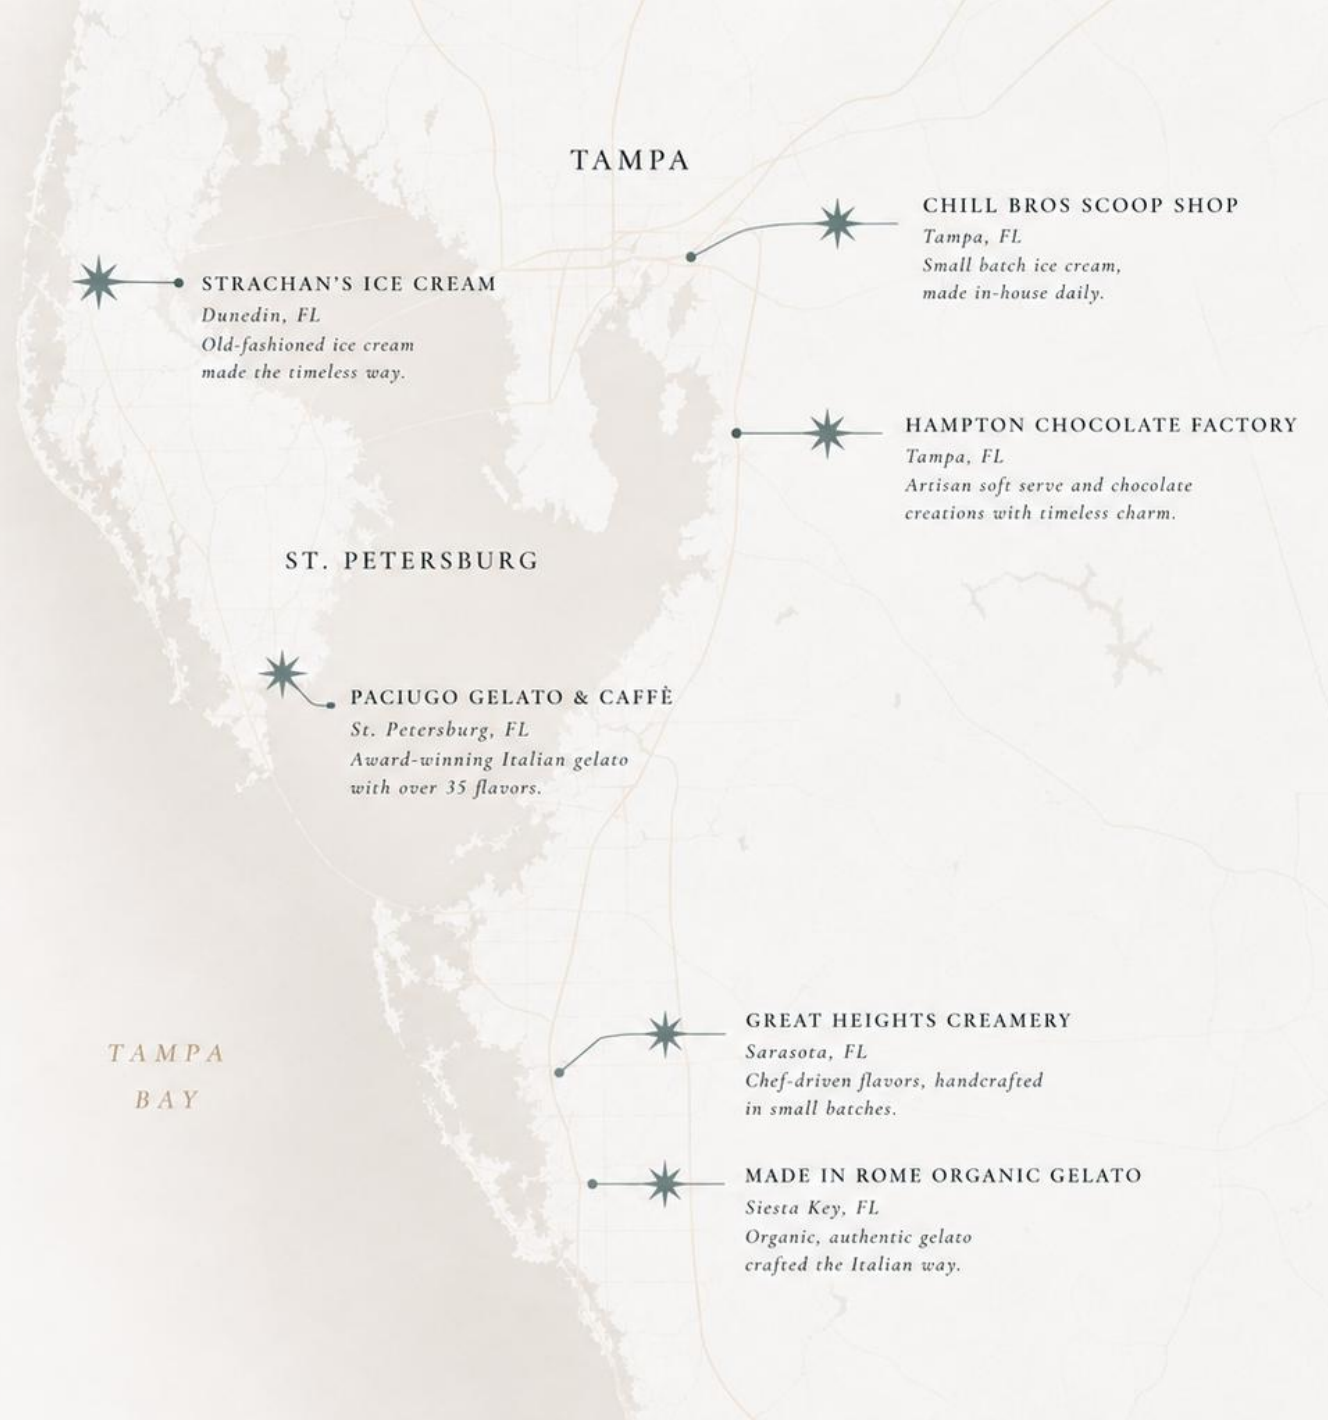 TAMPA
CHILL BROS SCOOP SHOP
Tampa, FL
Small batch ice cream,
made in-house daily.
STRACHAN'S ICE CREAM
Dunedin, FL
Old-fashioned ice cream
made the timeless way.
HAMPTON CHOCOLATE FACTORY
Tampa, FL
Artisan soft serve and chocolate
creations with timeless charm.
ST. PETERSBURG
PACIUGO GELATO & CAFFÈ
St. Petersburg, FL
Award-winning Italian gelato
with over 35 flavors.
GREAT HEIGHTS CREAMERY
Sarasota, FL
Chef-driven flavors, handcrafted
in small batches.
TAMPA
BAY
MADE IN ROME ORGANIC GELATO
Siesta Key, FL
Organic, authentic gelato
crafted the Italian way.